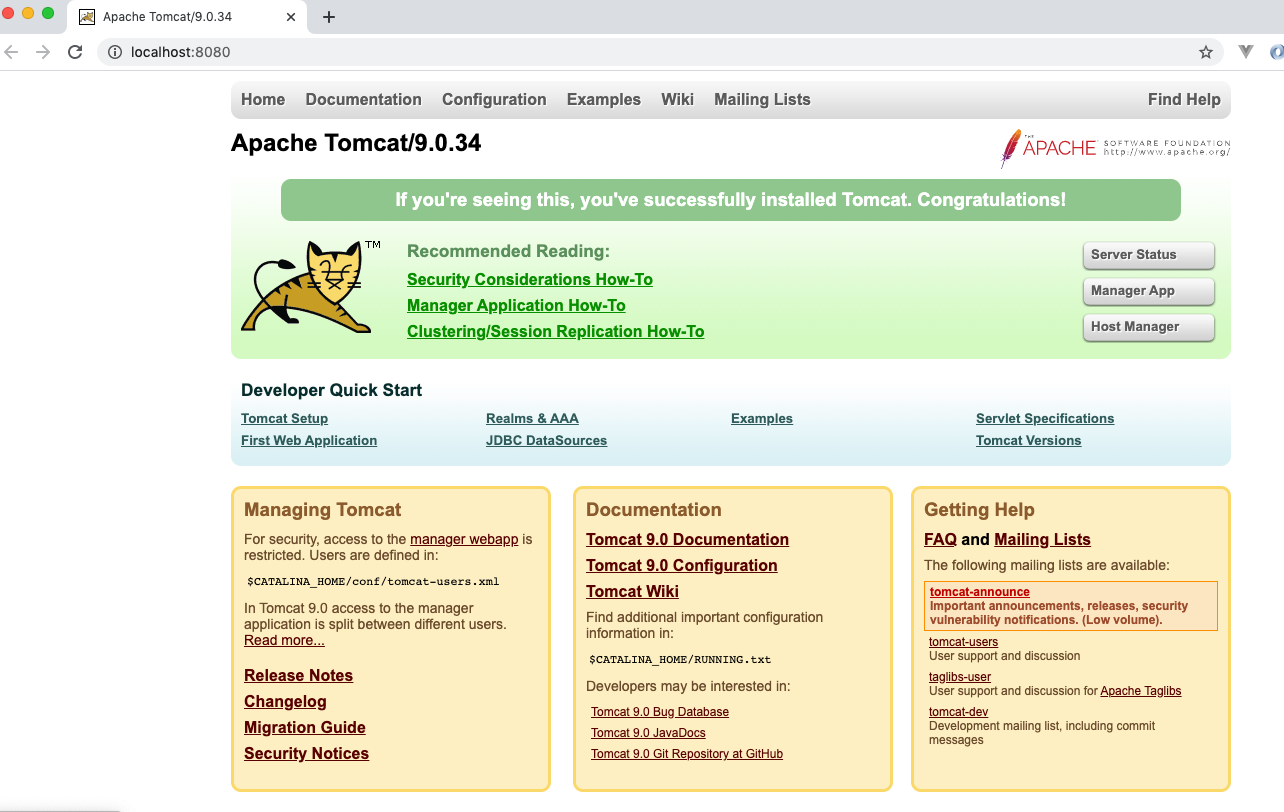 Apache Tomcat/9.0.34
localhost:8080
Home Documentation Configuration Examples Wiki Mailing Lists Find Help
Apache Tomcat/9.0.34
THE
APACHE SOFTWARE FOUNDATION
http://www.apache.org/
If you're seeing this, you've successfully installed Tomcat. Congratulations!
TM
Recommended Reading:
Security Considerations How-To
Manager Application How-To
Clustering/Session Replication How-To
Server Status
Manager App
Host Manager
Developer Quick Start
Tomcat Setup
First Web Application
Realms & AAA
JDBC DataSources
Examples
Servlet Specifications
Tomcat Versions
Managing Tomcat
For security, access to the manager webapp is
restricted. Users are defined in:
$CATALINA_HOME/conf/tomcat-users.xml
In Tomcat 9.0 access to the manager
application is split between different users.
Read more...
Release Notes
Changelog
Migration Guide
Security Notices
Documentation
Tomcat 9.0 Documentation
Tomcat 9.0 Configuration
Tomcat Wiki
Find additional important configuration
information in:
$CATALINA_HOME/RUNNING.txt
Developers may be interested in:
Tomcat 9.0 Bug Database
Tomcat 9.0 JavaDocs
Tomcat 9.0 Git Repository at GitHub
Getting Help
FAQ and Mailing Lists
The following mailing lists are available:
tomcat-announce
Important announcements, releases, security
vulnerability notifications. (Low volume).
tomcat-users
User support and discussion
taglibs-user
User support and discussion for Apache Taglibs
tomcat-dev
Development mailing list, including commit
messages